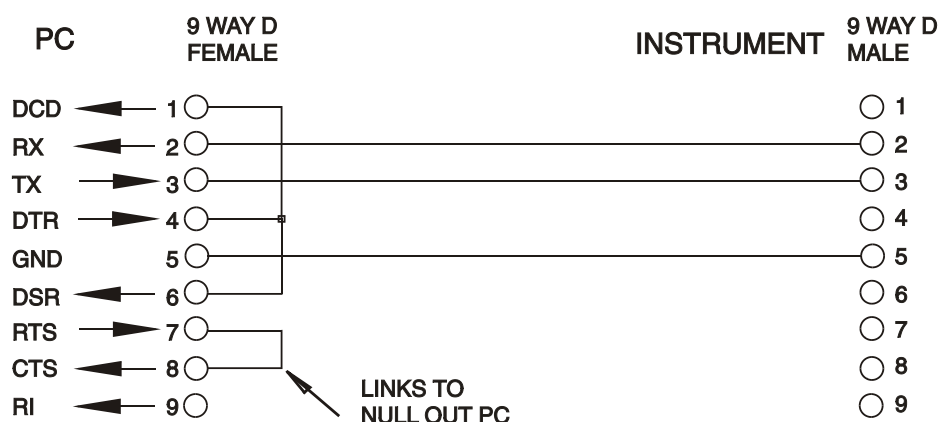 PC
9 WAY D
FEMALE
INSTRUMENT
9 WAY D
MALE
DCD 1 1
RX 2 2
TX 3 3
DTR 4 4
GND 5 5
DSR 6 6
RTS 7 7
CTS 8 8
RI 9 9
LINKS TO
NULL OUT PC